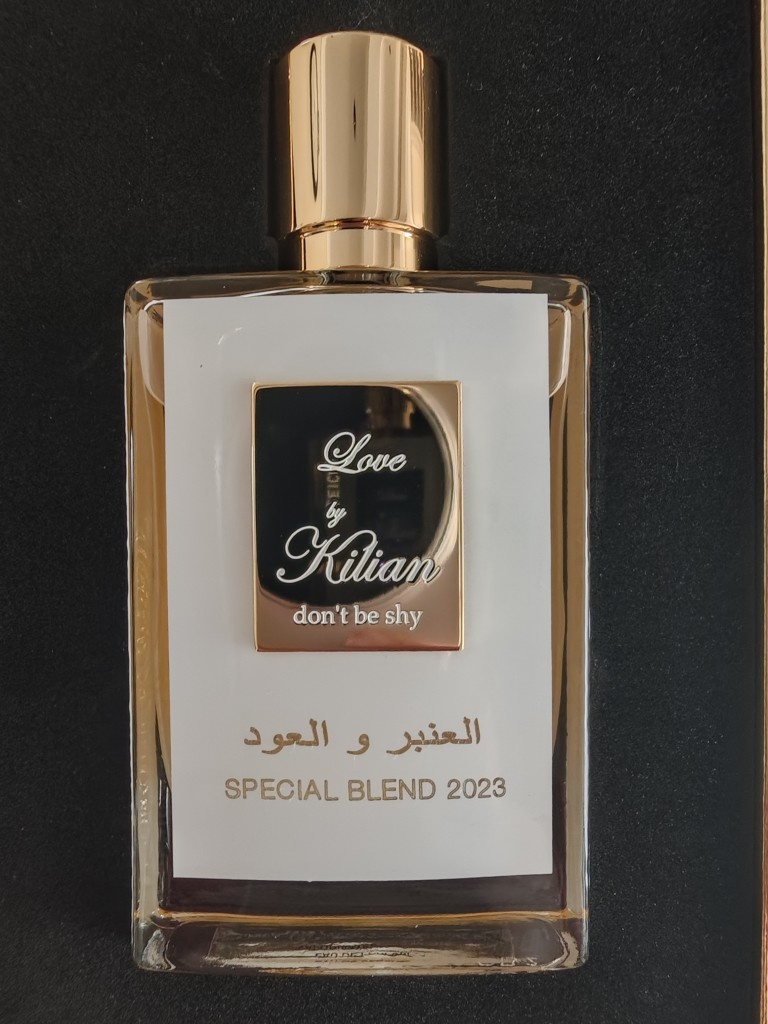 Love
by
Kilian
don't be shy
العنبر و العود
SPECIAL BLEND 2023